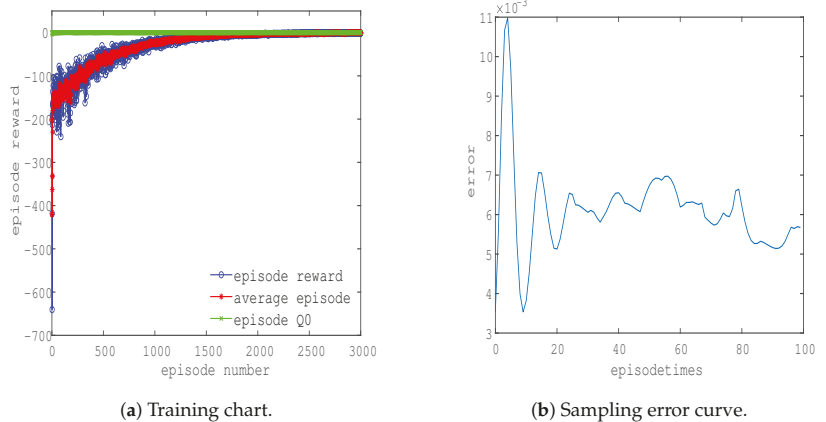 0
-100
-200
-300
-400
-500
-600
-700
episode reward
episode reward
average episode
episode Q0
0 500 1000 1500 2000 2500 3000
episode number
(a) Training chart.
×10⁻³
11
10
9
8
7
6
5
4
3
error
0 20 40 60 80 100
episodetimes
(b) Sampling error curve.